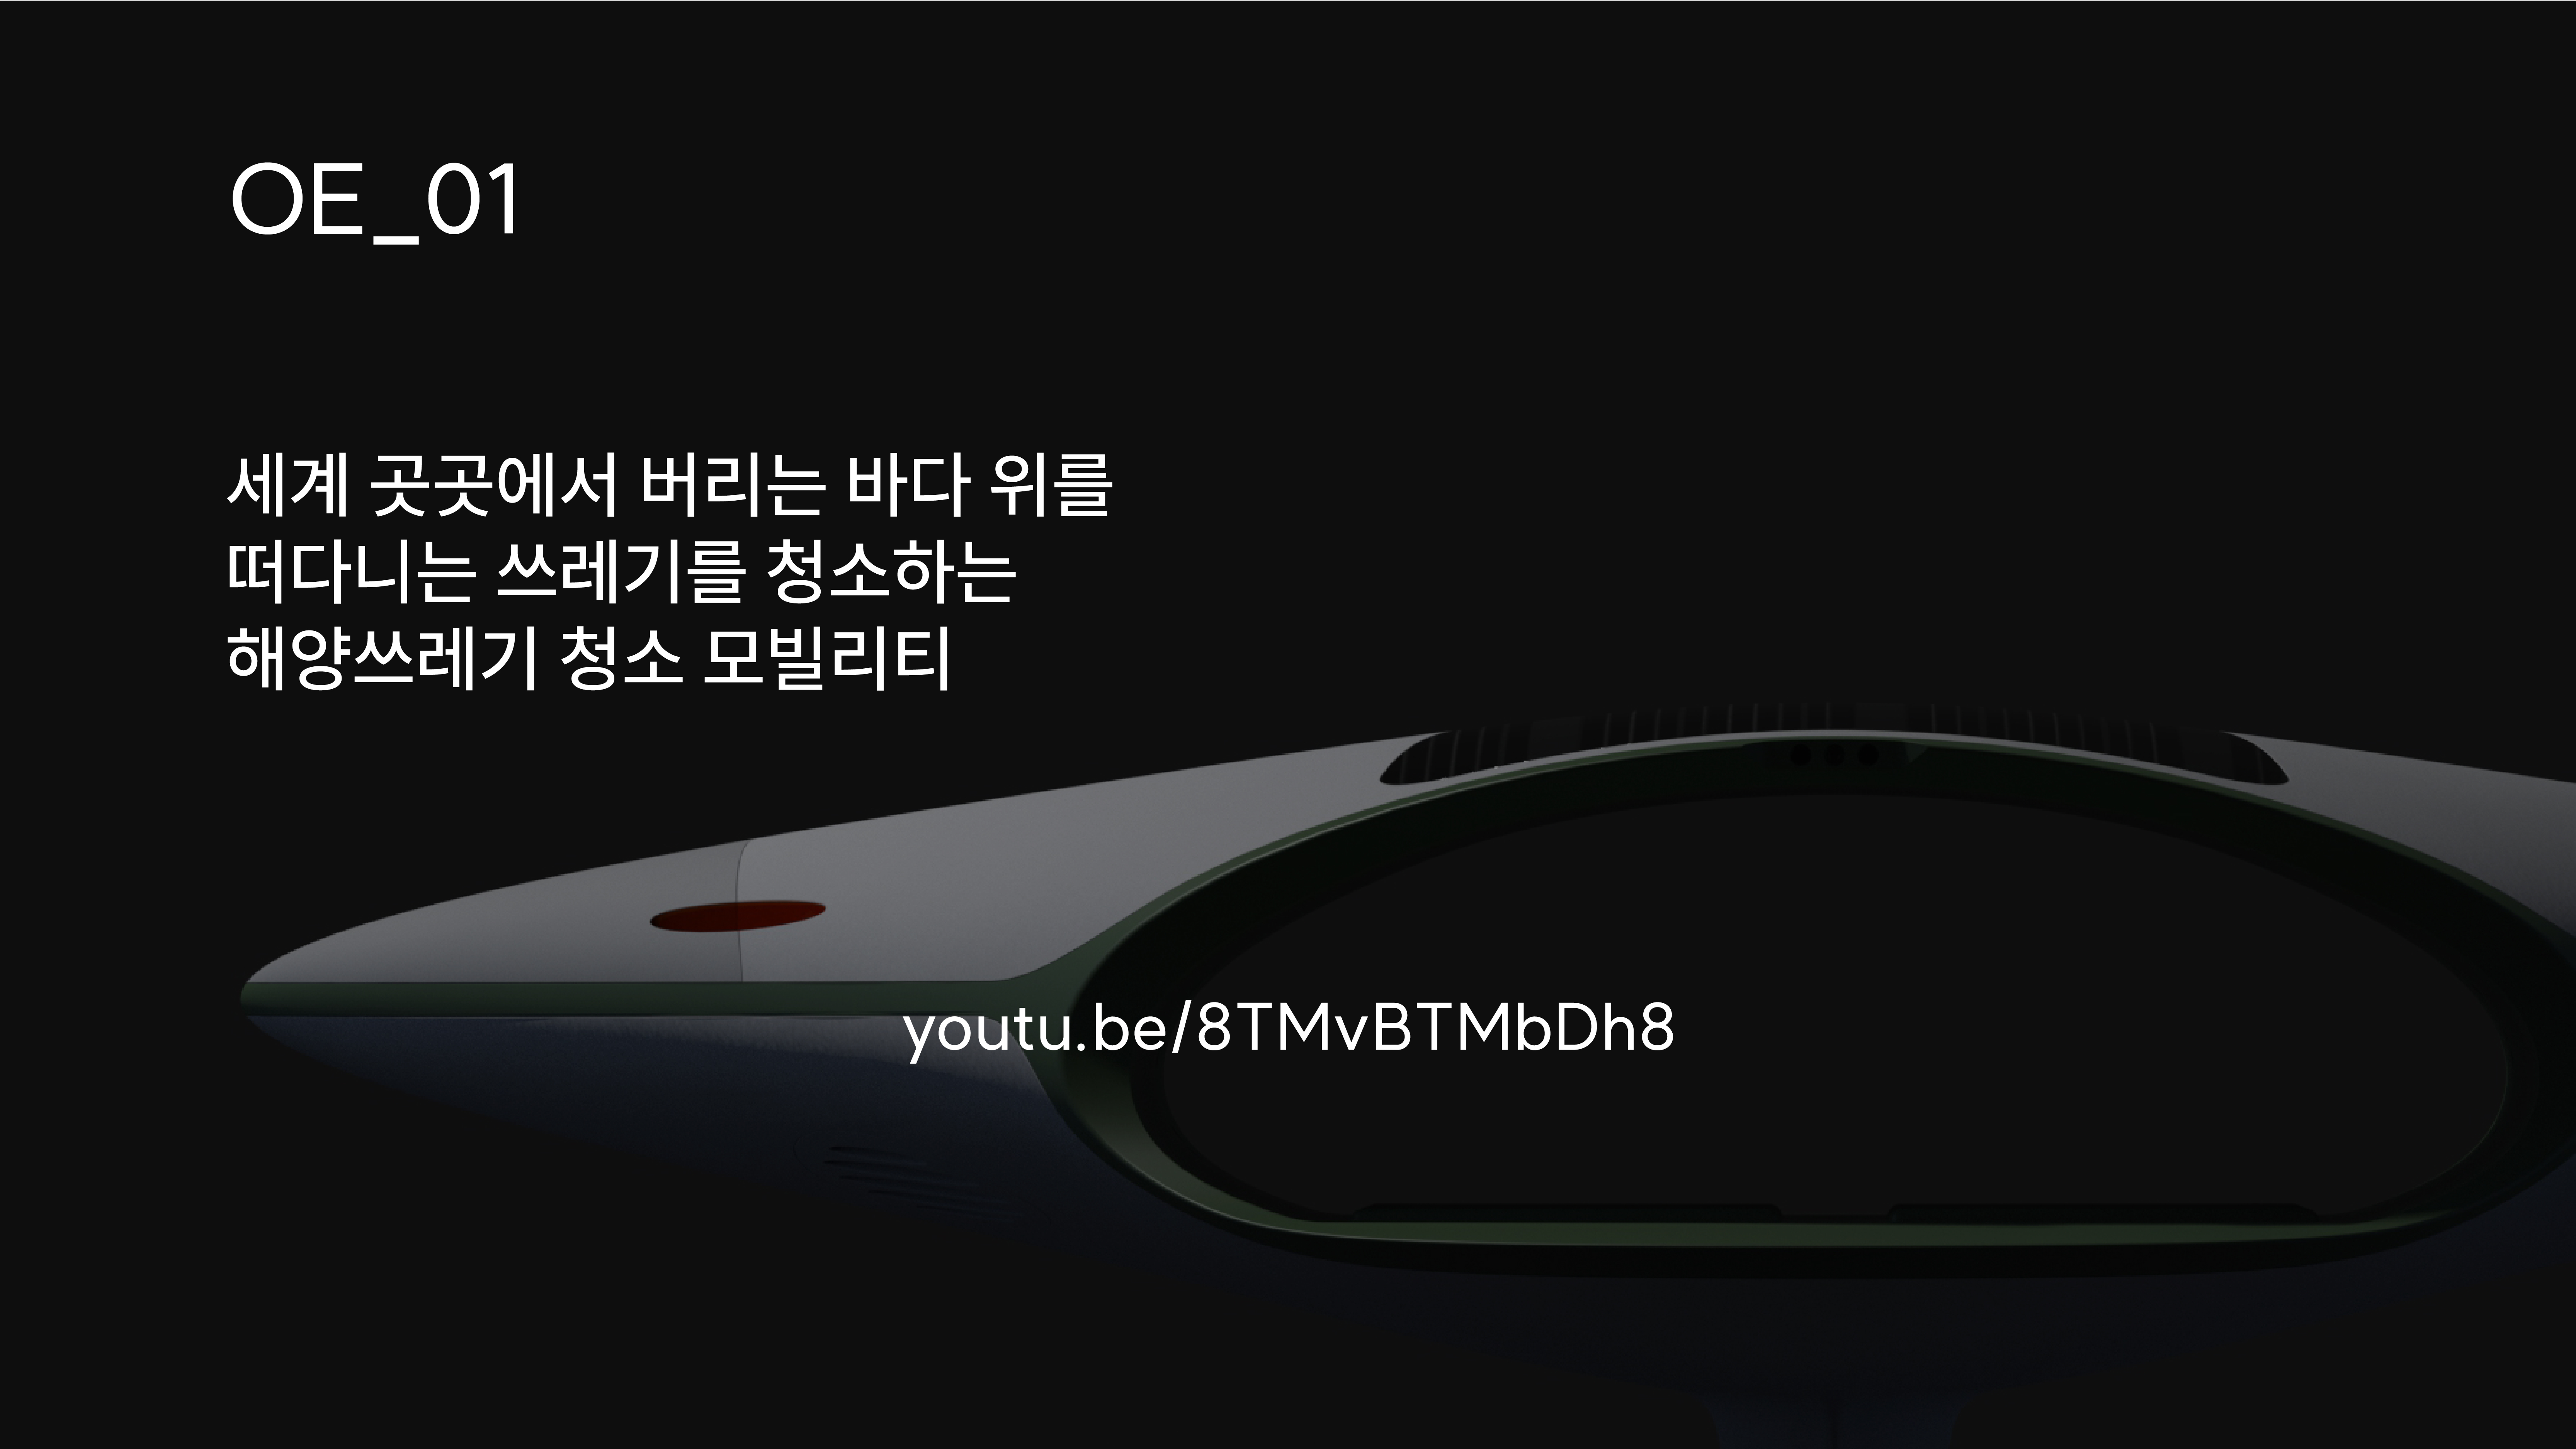 OE_01
세계 곳곳에서 버리는 바다 위를
떠다니는 쓰레기를 청소하는
해양쓰레기 청소 모빌리티
youtu.be/8TMvBTMbDh8